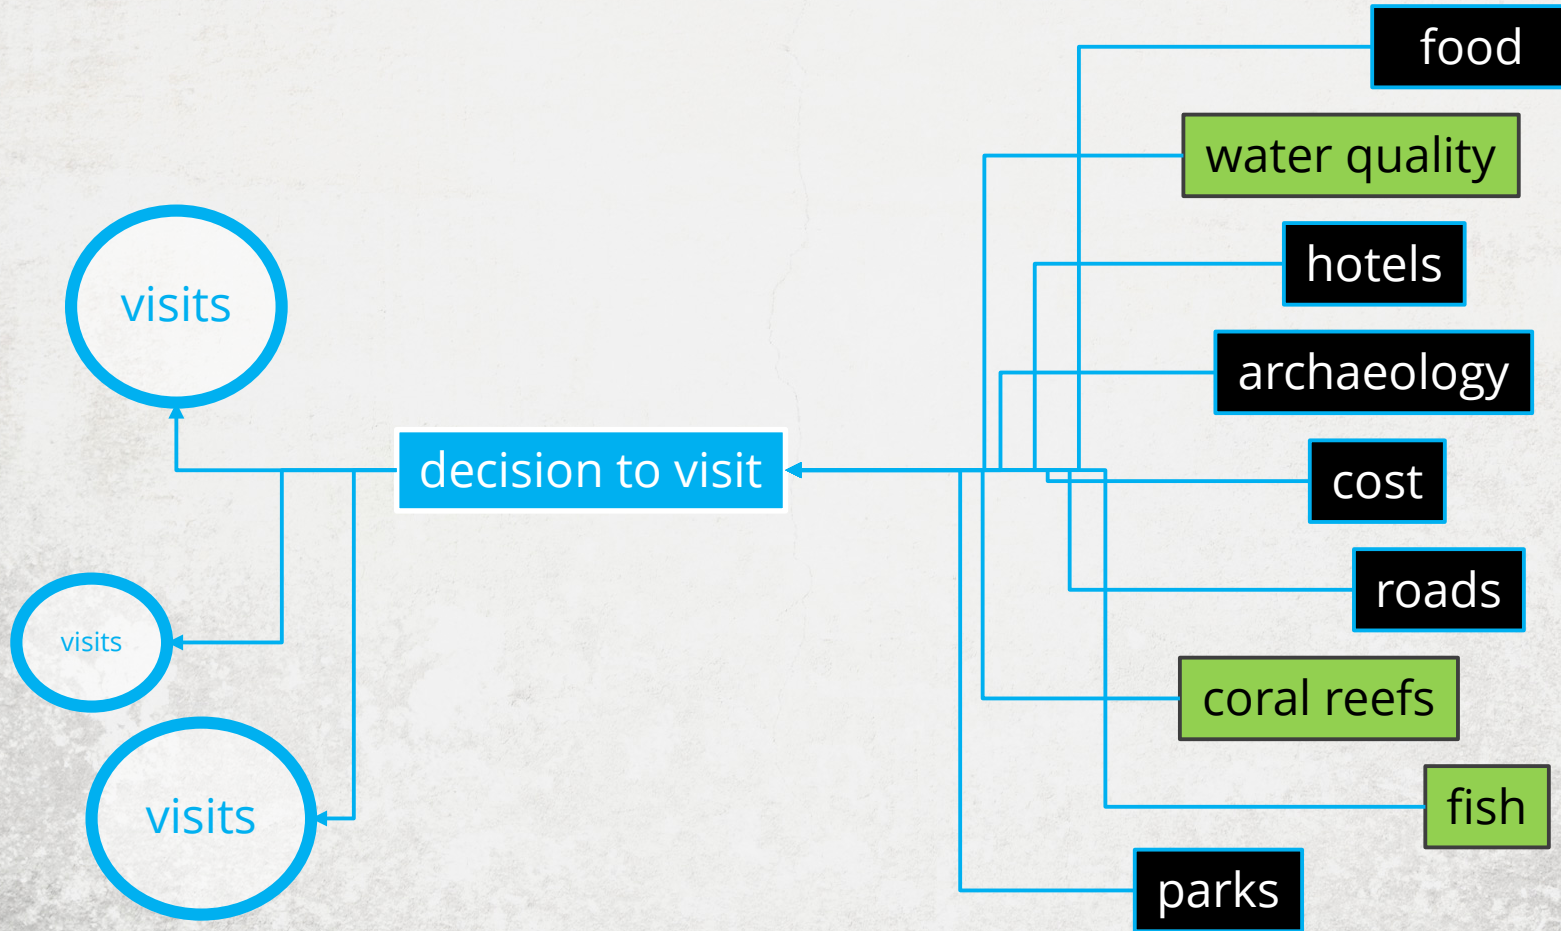 food
water quality
hotels
visits
archaeology
decision to visit
cost
roads
visits
coral reefs
fish
visits
parks